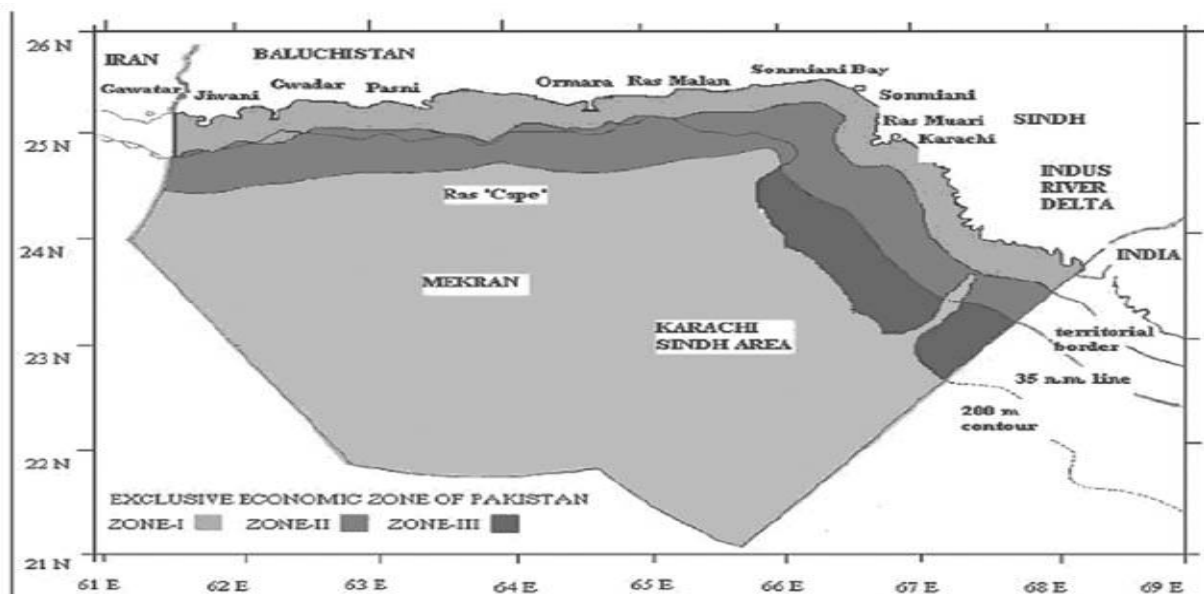 26 N
IRAN
BALUCHISTAN
Gawatar
Jiwani
Gwadar
Pasni
Ormara
Ras Malan
Sonmiani Bay
Sonmiani
Ras Muari
SINDH
Karachi
25 N
INDUS
RIVER
DELTA
Ras "Cspe"
24 N
INDIA
MEKRAN
KARACHI
SINDH AREA
territorial
border
23 N
35 n.m. line
200 m
contour
22 N
EXCLUSIVE ECONOMIC ZONE OF PAKISTAN
ZONE-I ZONE-II ZONE-III
21 N
61 E 62 E 63 E 64 E 65 E 66 E 67 E 68 E 69 E